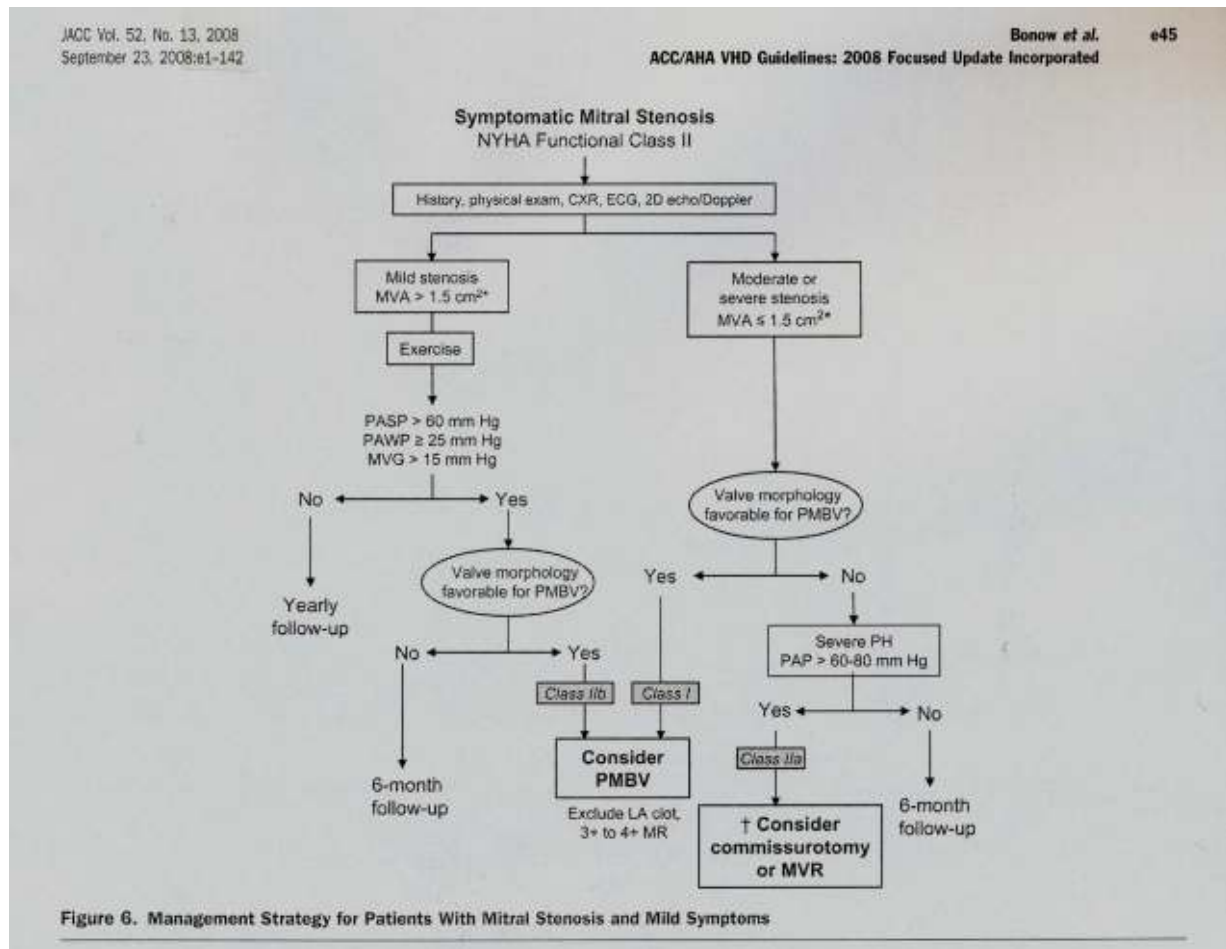 JACC Vol. 52, No. 13, 2008
September 23, 2008:e1–142
Bonow et al. e45
ACC/AHA VHD Guidelines: 2008 Focused Update Incorporated
Symptomatic Mitral Stenosis
NYHA Functional Class II
History, physical exam, CXR, ECG, 2D echo/Doppler
Mild stenosis
MVA > 1.5 cm²*
Moderate or
severe stenosis
MVA ≤ 1.5 cm²*
Exercise
PASP > 60 mm Hg
PAWP ≥ 25 mm Hg
MVG > 15 mm Hg
No
Yes
Valve morphology
favorable for PMBV?
Yearly
follow-up
Valve morphology
favorable for PMBV?
Yes
No
No
Yes
Severe PH
PAP > 60-80 mm Hg
Class IIb
Class I
Yes
No
6-month
follow-up
Consider
PMBV
Exclude LA clot,
3+ to 4+ MR
Class IIa
† Consider
commissurotomy
or MVR
6-month
follow-up
Figure 6. Management Strategy for Patients With Mitral Stenosis and Mild Symptoms